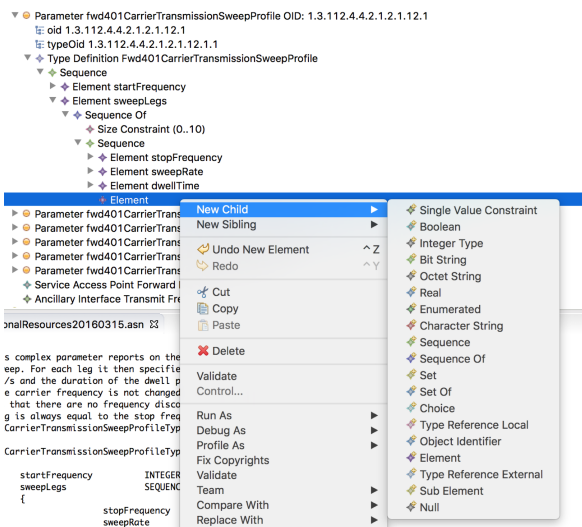 Parameter fwd401CarrierTransmissionSweepProfile OID: 1.3.112.4.4.2.1.2.1.12.1
oid 1.3.112.4.4.2.1.2.1.12.1
typeOid 1.3.112.4.4.2.1.2.1.12.1.1
Type Definition Fwd401CarrierTransmissionSweepProfile
Sequence
Element startFrequency
Element sweepLegs
Sequence Of
Size Constraint (0..10)
Sequence
Element stopFrequency
Element sweepRate
Element dwellTime
Element
Parameter fwd401CarrierTrans
Parameter fwd401CarrierTrans
Parameter fwd401CarrierTrans
Parameter fwd401CarrierTrans
Parameter fwd401CarrierTrans
Service Access Point Forward
Ancillary Interface Transmit Fre
onalResources20160315.asn
s complex parameter reports on the
eep. For each leg it then specifie
/s and the duration of the dwell p
e carrier frequency is not changed
that there are no frequency disco
g is always equal to the stop freq
CarrierTransmissionSweepProfileTyp
CarrierTransmissionSweepProfileTyp
startFrequency INTEGER
sweepLegs SEQUENC
{
stopFrequency
sweepRate
New Child
New Sibling
Undo New Element ^Z
Redo ^Y
Cut
Copy
Paste
Delete
Validate
Control...
Run As
Debug As
Profile As
Fix Copyrights
Validate
Team
Compare With
Replace With
Single Value Constraint
Boolean
Integer Type
Bit String
Octet String
Real
Enumerated
Character String
Sequence
Sequence Of
Set
Set Of
Choice
Type Reference Local
Object Identifier
Element
Type Reference External
Sub Element
Null